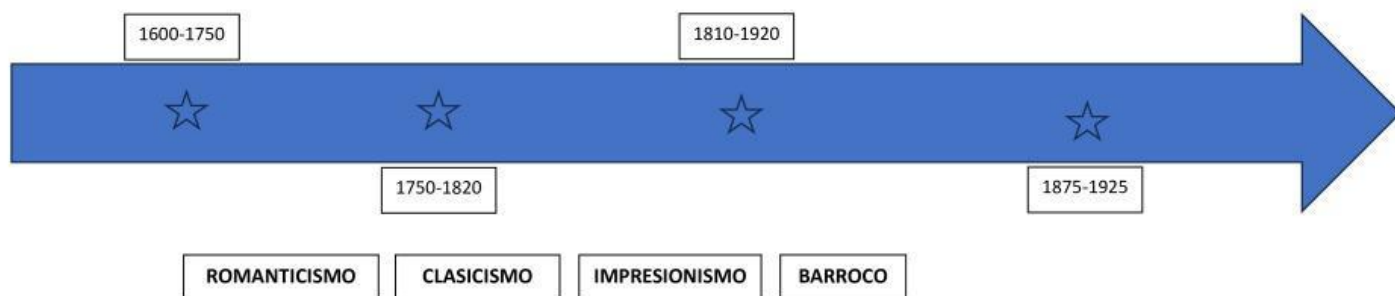 1600-1750
1810-1920
1750-1820
1875-1925
ROMANTICISMO
CLASICISMO
IMPRESIONISMO
BARROCO